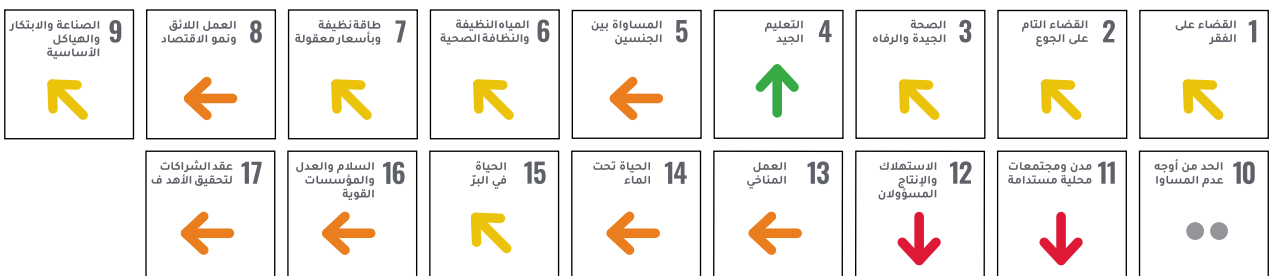 1 القضاء على
الفقر
2 القضاء التام
على الجوع
3 الصحة
الجيدة والرفاه
4 التعليم
الجيد
5 المساواة بين
الجنسين
6 المياه النظيفة
والنظافة الصحية
7 طاقة نظيفة
وبأسعار معقولة
8 العمل اللائق
ونمو الاقتصاد
9 الصناعة والابتكار
والهياكل
الأساسية
10 الحد من أوجه
عدم المساوا
11 مدن ومجتمعات
محلية مستدامة
12 الاستهلاك
والإنتاج
المسؤولان
13 العمل
المناخي
14 الحياة تحت
الماء
15 الحياة
في البرّ
16 السلام والعدل
والمؤسسات
القوية
17 عقد الشراكات
لتحقيق الأهد ف